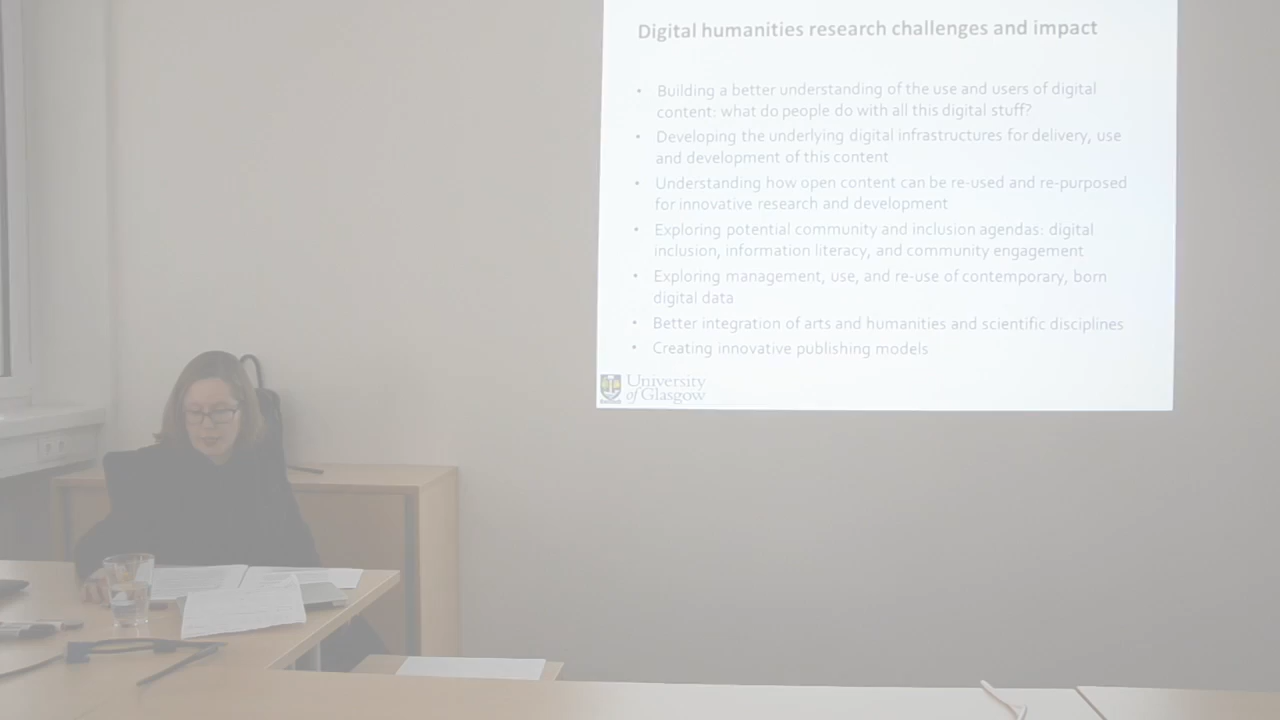 Digital humanities research challenges and impact
• Building a better understanding of the use and users of digital
content: what do people do with all this digital stuff?
• Developing the underlying digital infrastructures for delivery, use
and development of this content
• Understanding how open content can be re-used and re-purposed
for innovative research and development
• Exploring potential community and inclusion agendas: digital
inclusion, information literacy, and community engagement
• Exploring management, use, and re-use of contemporary, born
digital data
• Better integration of arts and humanities and scientific disciplines
• Creating innovative publishing models
University
of Glasgow